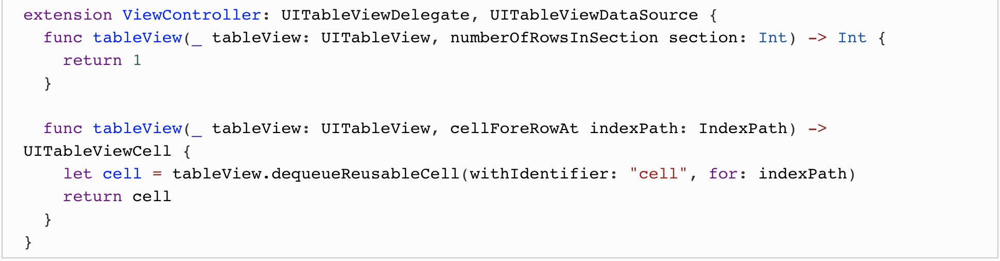 extension ViewController: UITableViewDelegate, UITableViewDataSource {
  func tableView(_ tableView: UITableView, numberOfRowsInSection section: Int) -> Int {
    return 1
  }

  func tableView(_ tableView: UITableView, cellForeRowAt indexPath: IndexPath) ->
UITableViewCell {
    let cell = tableView.dequeueReusableCell(withIdentifier: "cell", for: indexPath)
    return cell
  }
}